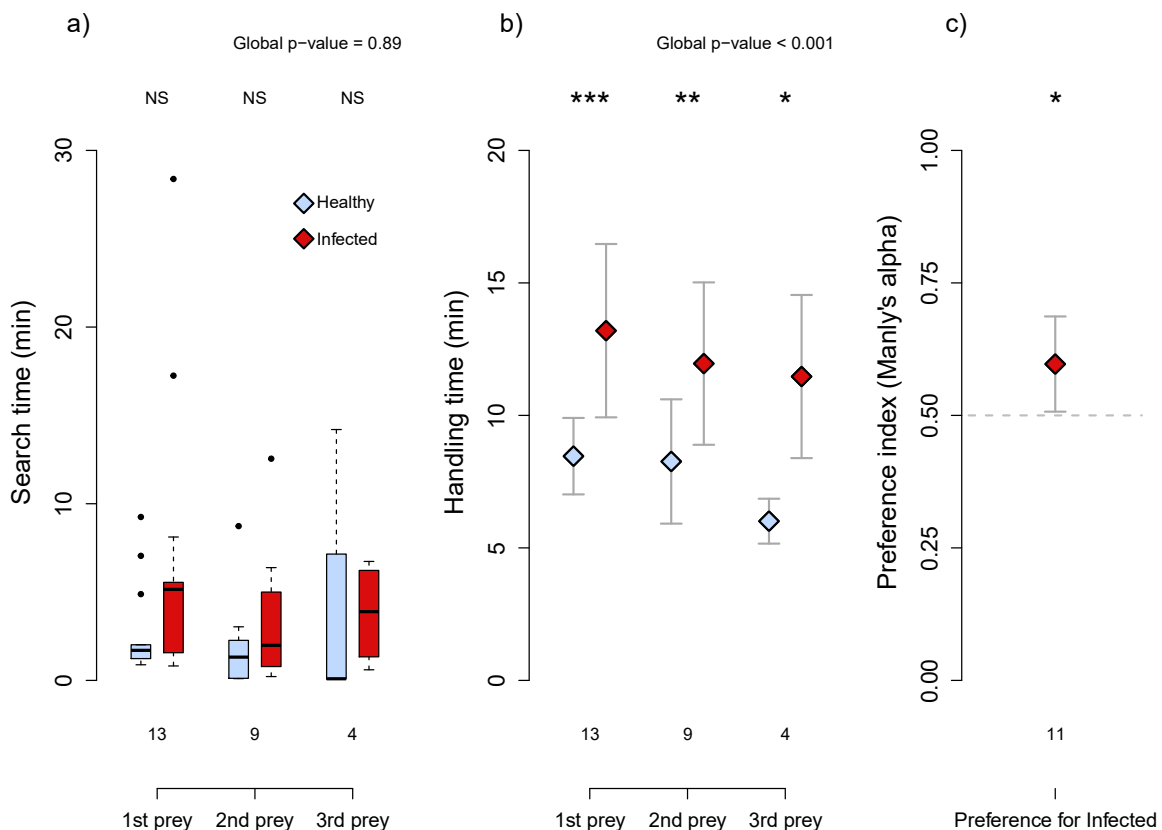 a)
Global p−value = 0.89
NS NS NS
Healthy
Infected
Search time (min)
0 10 20 30
13 9 4
1st prey 2nd prey 3rd prey
b)
Global p−value < 0.001
*** ** *
Handling time (min)
0 5 10 15 20
13 9 4
1st prey 2nd prey 3rd prey
c)
*
Preference index (Manly's alpha)
0.00 0.25 0.50 0.75 1.00
11
Preference for Infected